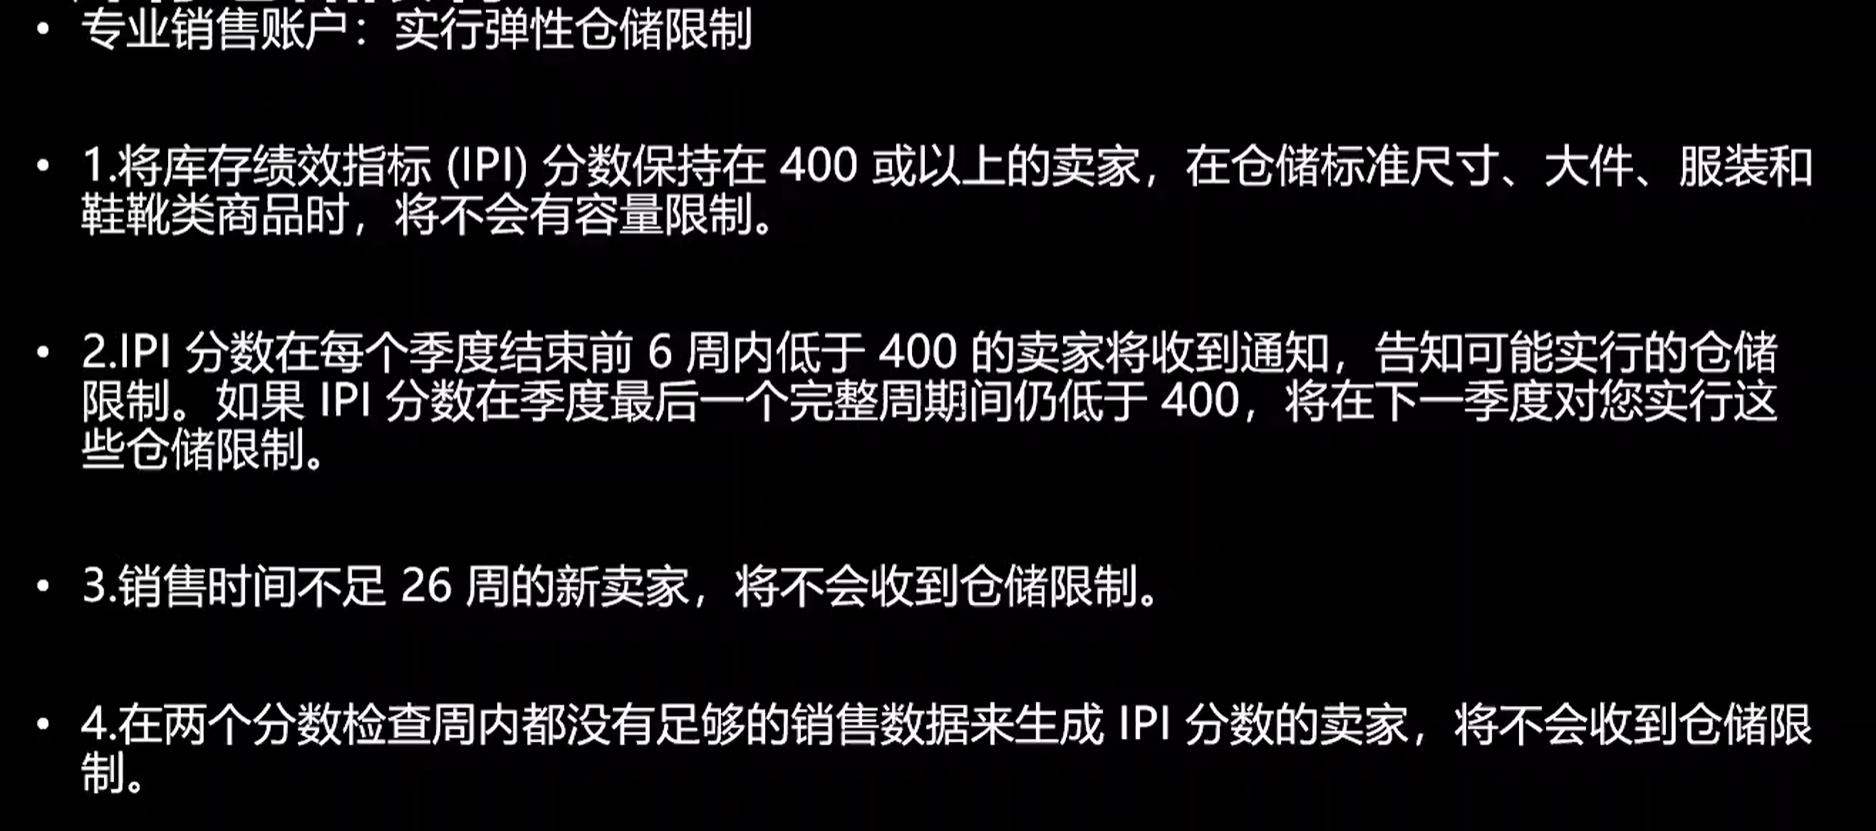 • 专业销售账户：实行弹性仓储限制
• 1.将库存绩效指标 (IPI) 分数保持在 400 或以上的卖家，在仓储标准尺寸、大件、服装和
鞋靴类商品时，将不会有容量限制。
• 2.IPI 分数在每个季度结束前 6 周内低于 400 的卖家将收到通知，告知可能实行的仓储
限制。如果 IPI 分数在季度最后一个完整周期间仍低于 400，将在下一季度对您实行这
些仓储限制。
• 3.销售时间不足 26 周的新卖家，将不会收到仓储限制。
• 4.在两个分数检查周内都没有足够的销售数据来生成 IPI 分数的卖家，将不会收到仓储限
制。